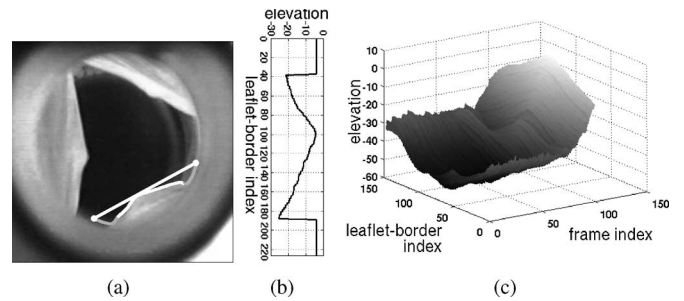 elevation
-30 -20 -10 0
leaflet-border index
0 20 40 60 80 100 120 140 160 180 200 220
elevation
10
0
-10
-20
-30
-40
-50
-60
150
100
50
0
leaflet-border
index
0
50
100
150
frame index
(a)
(b)
(c)